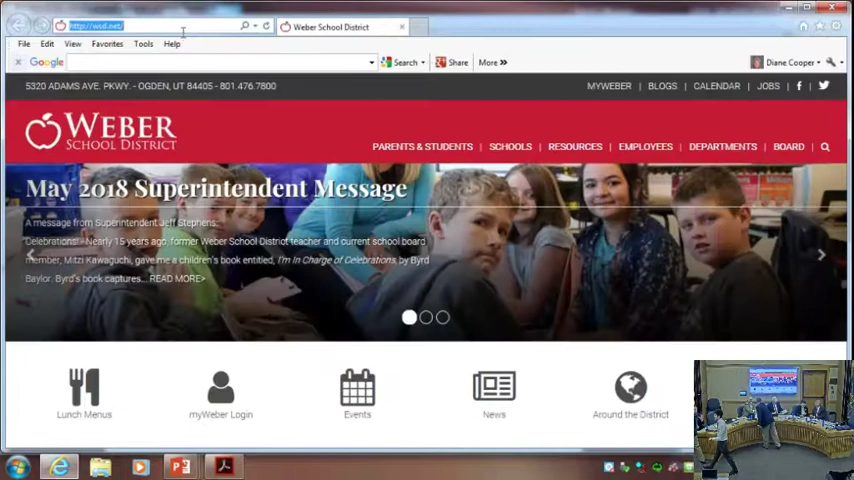 http://wsd.net/
Weber School District
File Edit View Favorites Tools Help
Google Search Share More » Diane Cooper
5320 ADAMS AVE. PKWY. - OGDEN, UT 84405 - 801.476.7800
MYWEBER | BLOGS | CALENDAR | JOBS
WEBER
SCHOOL DISTRICT
PARENTS & STUDENTS | SCHOOLS | RESOURCES | EMPLOYEES | DEPARTMENTS | BOARD
May 2018 Superintendent Message
A message from Superintendent Jeff Stephens:
Celebrations! - Nearly 15 years ago, former Weber School District teacher and current school board
member, Mitzi Kawaguchi, gave me a children's book entitled, I'm In Charge of Celebrations, by Byrd
Baylor. Byrd's book captures... READ MORE>
Lunch Menus
myWeber Login
Events
News
Around the District